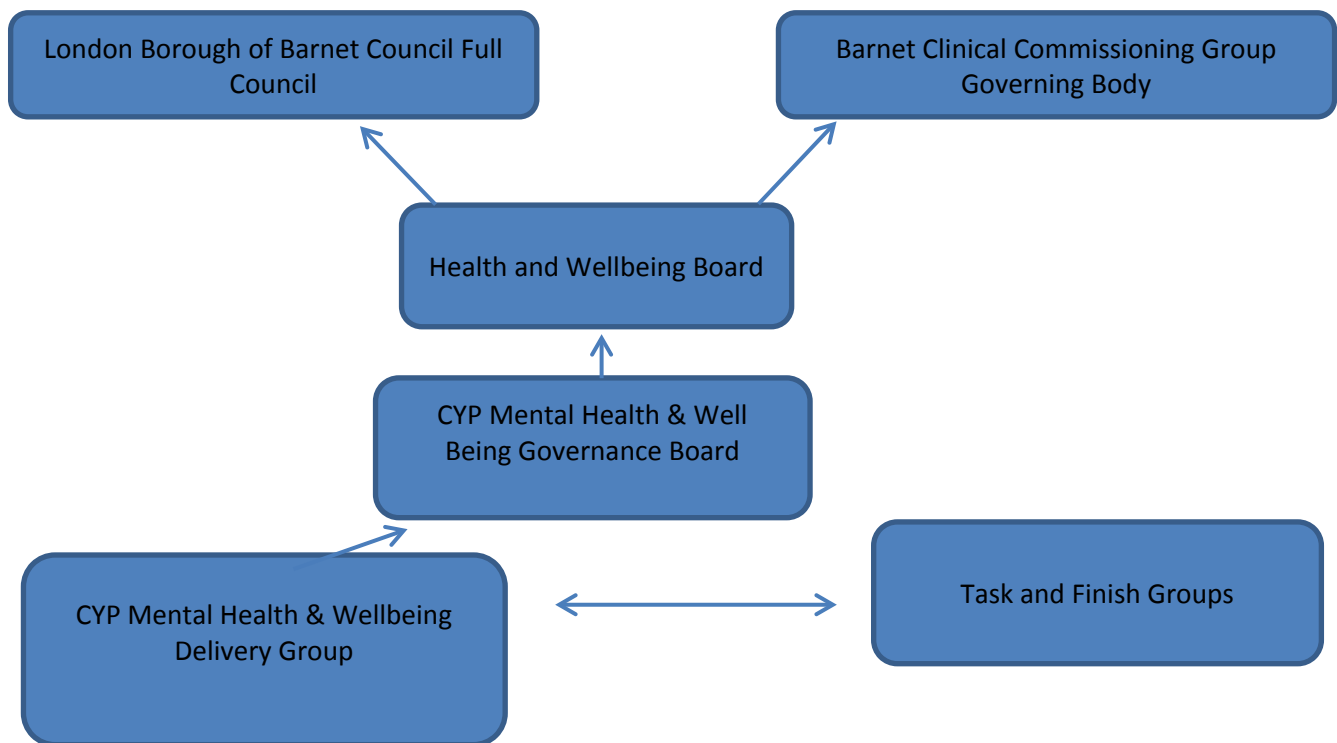 London Borough of Barnet Council Full
Council
Barnet Clinical Commissioning Group
Governing Body
Health and Wellbeing Board
CYP Mental Health & Well
Being Governance Board
Task and Finish Groups
CYP Mental Health & Wellbeing
Delivery Group